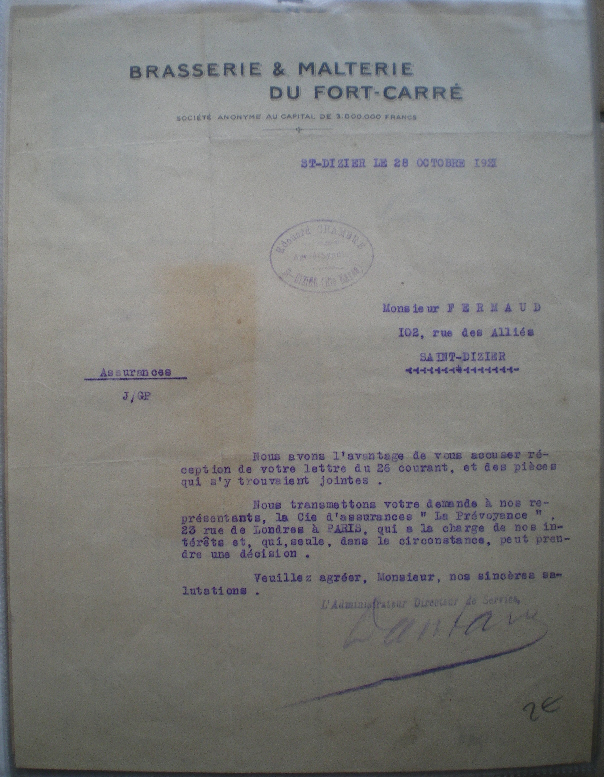 BRASSERIE & MALTERIE
DU FORT-CARRÉ
SOCIÉTÉ ANONYME AU CAPITAL DE 3.000.000 FRANCS
ST-DIZIER LE 28 OCTOBRE
Edouard
Monsieur F E R N A U D
102, rue des Alliés
SAINT-DIZIER
Assurances
J/GP
Nous avons l'avantage de vous accuser ré-
ception de votre lettre du 26 courant, et des pièces
qui s'y trouvaient jointes .
Nous transmettons votre demande à nos re-
présentants, la Cie d'assurances " La Prévoyance " ,
23 rue de Londres à PARIS, qui a la charge de nos in-
térêts et, qui,seule, dans la circonstance, peut pren-
dre une décision .
Veuillez agréer, Monsieur, nos sincères sa-
lutations .
L'Administrateur Directeur de Service,
2€